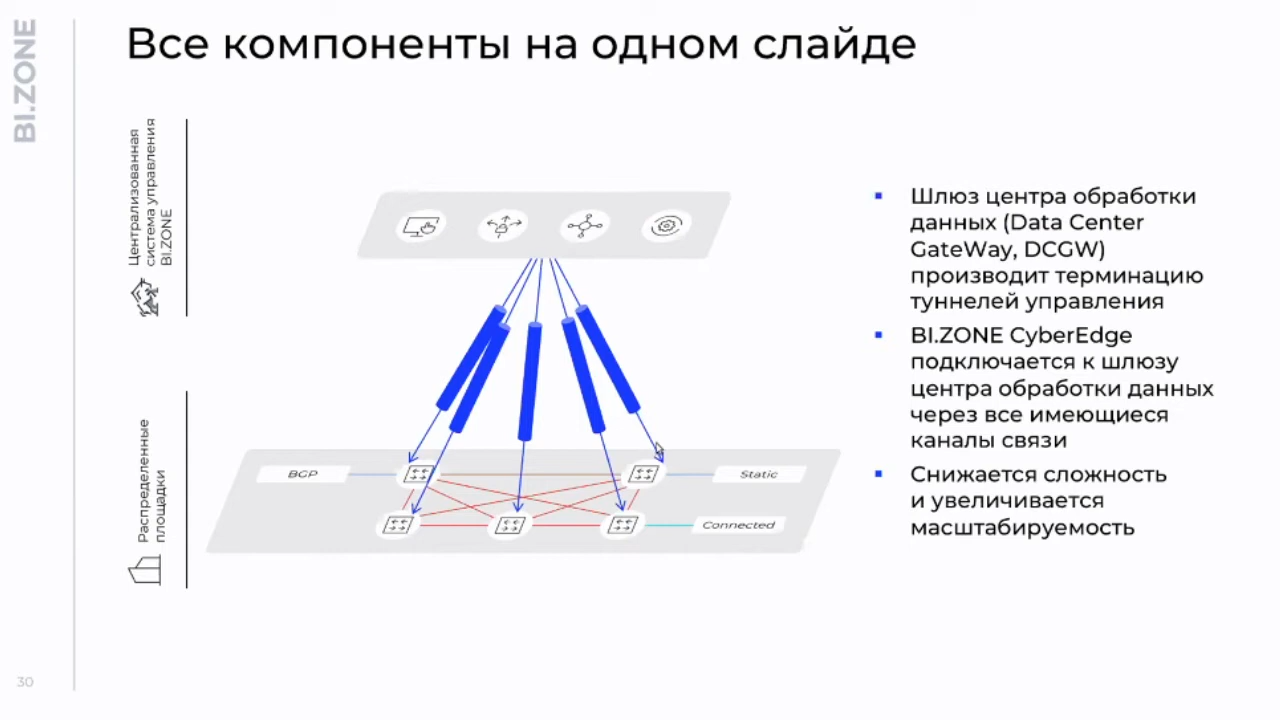 BI.ZONE
Все компоненты на одном слайде
Централизованная
система управления
BI.ZONE
Распределенные
площадки
BGP
Static
Connected
▪ Шлюз центра обработки
данных (Data Center
GateWay, DCGW)
производит терминацию
туннелей управления
▪ BI.ZONE CyberEdge
подключается к шлюзу
центра обработки данных
через все имеющиеся
каналы связи
▪ Снижается сложность
и увеличивается
масштабируемость
30